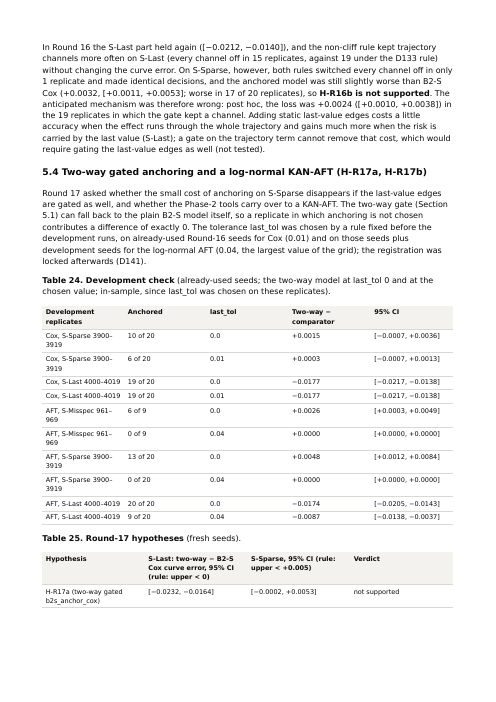 In Round 16 the S-Last part held again ([−0.0212, −0.0140]), and the non-cliff rule kept trajectory
channels more often on S-Last (every channel off in 15 replicates, against 19 under the D133 rule)
without changing the curve error. On S-Sparse, however, both rules switched every channel off in only
1 replicate and made identical decisions, and the anchored model was still slightly worse than B2-S
Cox (+0.0032, [+0.0011, +0.0053]; worse in 17 of 20 replicates), so H-R16b is not supported. The
anticipated mechanism was therefore wrong: post hoc, the loss was +0.0024 ([+0.0010, +0.0038]) in
the 19 replicates in which the gate kept a channel. Adding static last-value edges costs a little
accuracy when the effect runs through the whole trajectory and gains much more when the risk is
carried by the last value (S-Last); a gate on the trajectory term cannot remove that cost, which would
require gating the last-value edges as well (not tested).
5.4 Two-way gated anchoring and a log-normal KAN-AFT (H-R17a, H-R17b)
Round 17 asked whether the small cost of anchoring on S-Sparse disappears if the last-value edges
are gated as well, and whether the Phase-2 tools carry over to a KAN-AFT. The two-way gate (Section
5.1) can fall back to the plain B2-S model itself, so a replicate in which anchoring is not chosen
contributes a difference of exactly 0. The tolerance last_tol was chosen by a rule fixed before the
development runs, on already-used Round-16 seeds for Cox (0.01) and on those seeds plus
development seeds for the log-normal AFT (0.04, the largest value of the grid); the registration was
locked afterwards (D141).
Table 24. Development check (already-used seeds; the two-way model at last_tol 0 and at the
chosen value; in-sample, since last_tol was chosen on these replicates).
Development replicates Anchored last_tol Two-way − comparator 95% CI
Cox, S-Sparse 3900–3919 10 of 20 0.0 +0.0015 [−0.0007, +0.0036]
Cox, S-Sparse 3900–3919 6 of 20 0.01 +0.0003 [−0.0007, +0.0013]
Cox, S-Last 4000–4019 19 of 20 0.0 −0.0177 [−0.0217, −0.0138]
Cox, S-Last 4000–4019 19 of 20 0.01 −0.0177 [−0.0217, −0.0138]
AFT, S-Misspec 961–969 6 of 9 0.0 +0.0026 [+0.0003, +0.0049]
AFT, S-Misspec 961–969 0 of 9 0.04 +0.0000 [+0.0000, +0.0000]
AFT, S-Sparse 3900–3919 13 of 20 0.0 +0.0048 [+0.0012, +0.0084]
AFT, S-Sparse 3900–3919 0 of 20 0.04 +0.0000 [+0.0000, +0.0000]
AFT, S-Last 4000–4019 20 of 20 0.0 −0.0174 [−0.0205, −0.0143]
AFT, S-Last 4000–4019 9 of 20 0.04 −0.0087 [−0.0138, −0.0037]
Table 25. Round-17 hypotheses (fresh seeds).
Hypothesis S-Last: two-way − B2-S Cox curve error, 95% CI (rule: upper < 0) S-Sparse, 95% CI (rule: upper < +0.005) Verdict
H-R17a (two-way gated b2s_anchor_cox) [−0.0232, −0.0164] [−0.0002, +0.0053] not supported